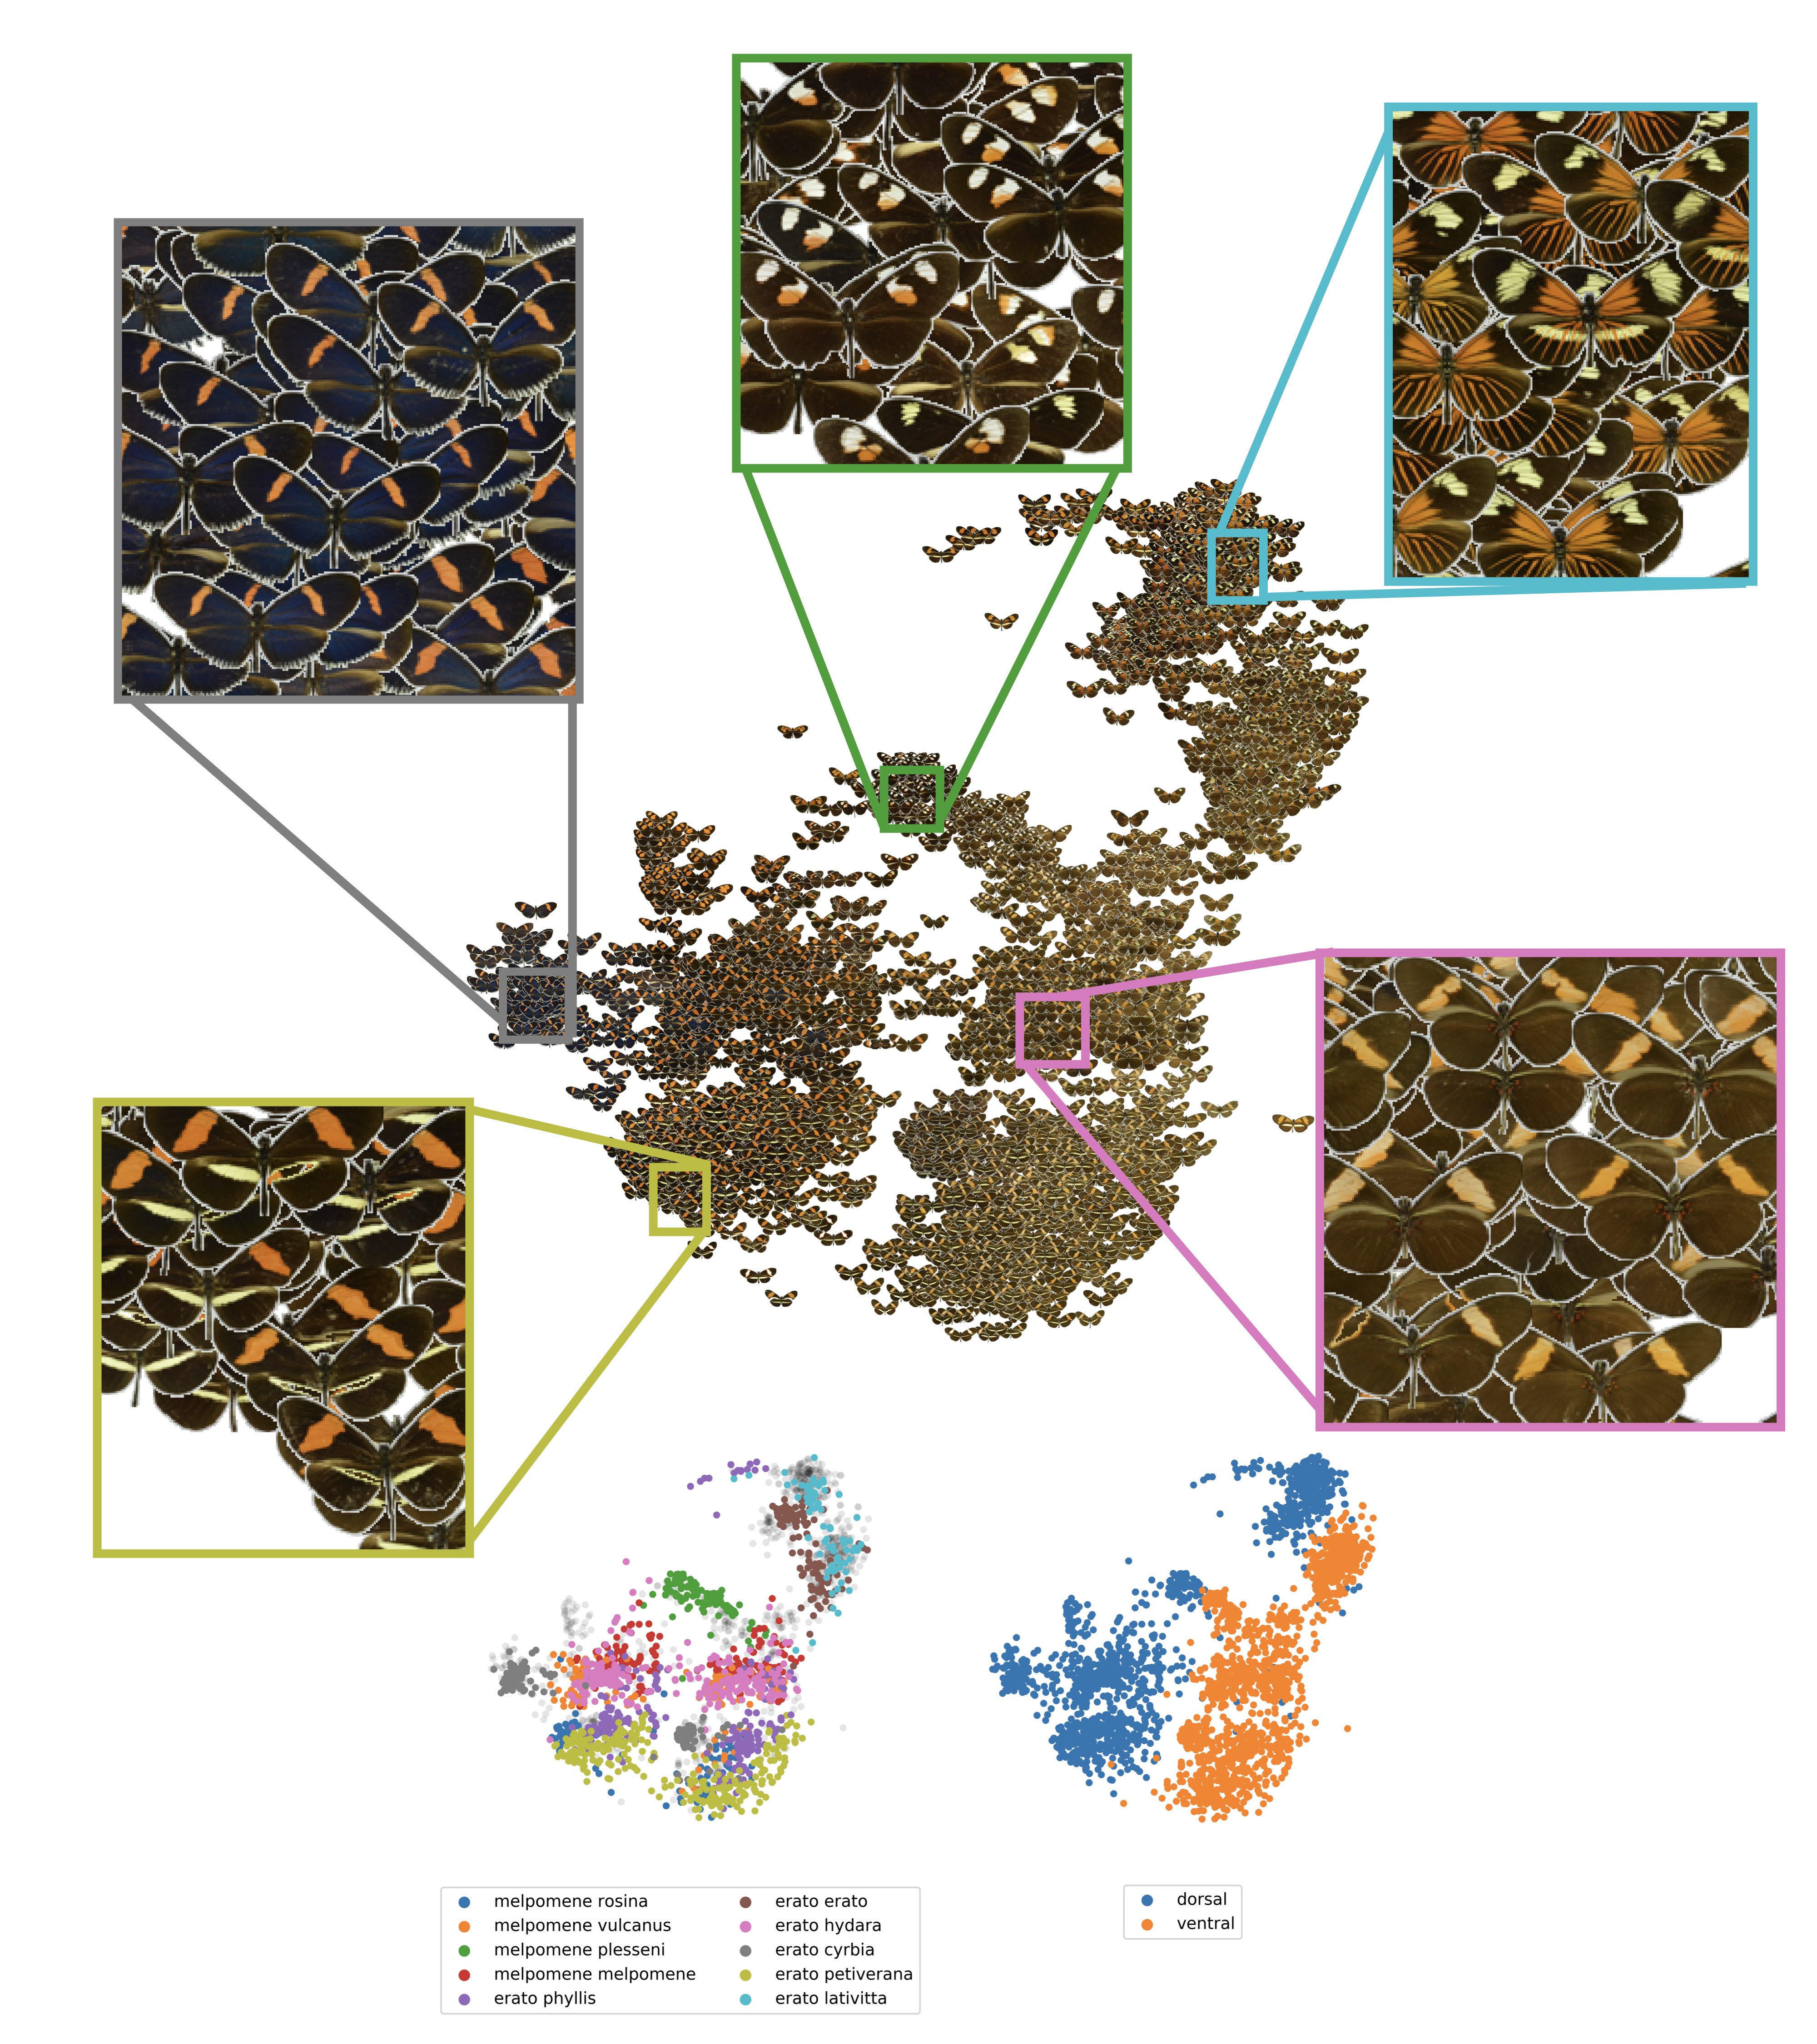 melpomene rosina
melpomene vulcanus
melpomene plesseni
melpomene melpomene
erato phyllis
erato erato
erato hydara
erato cyrbia
erato petiverana
erato lativitta
dorsal
ventral